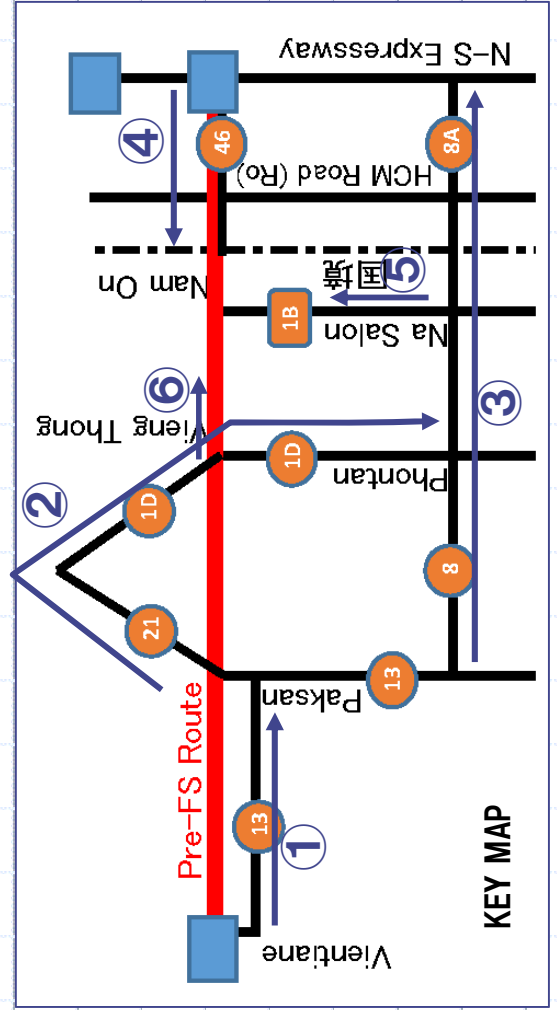 N-S Expressway
④
46
8A
HCM Road (Ro)
Nam On
国境
⑤
1B
Na Salon
⑥
③
Vieng Thong
1D
Phontan
②
1D
8
21
Paksan
13
Pre-FS Route
13
①
KEY MAP
Vientiane